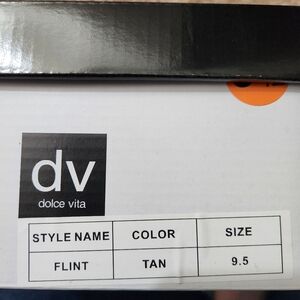 dv
dolce vita
STYLE NAME COLOR SIZE
FLINT TAN 9.5